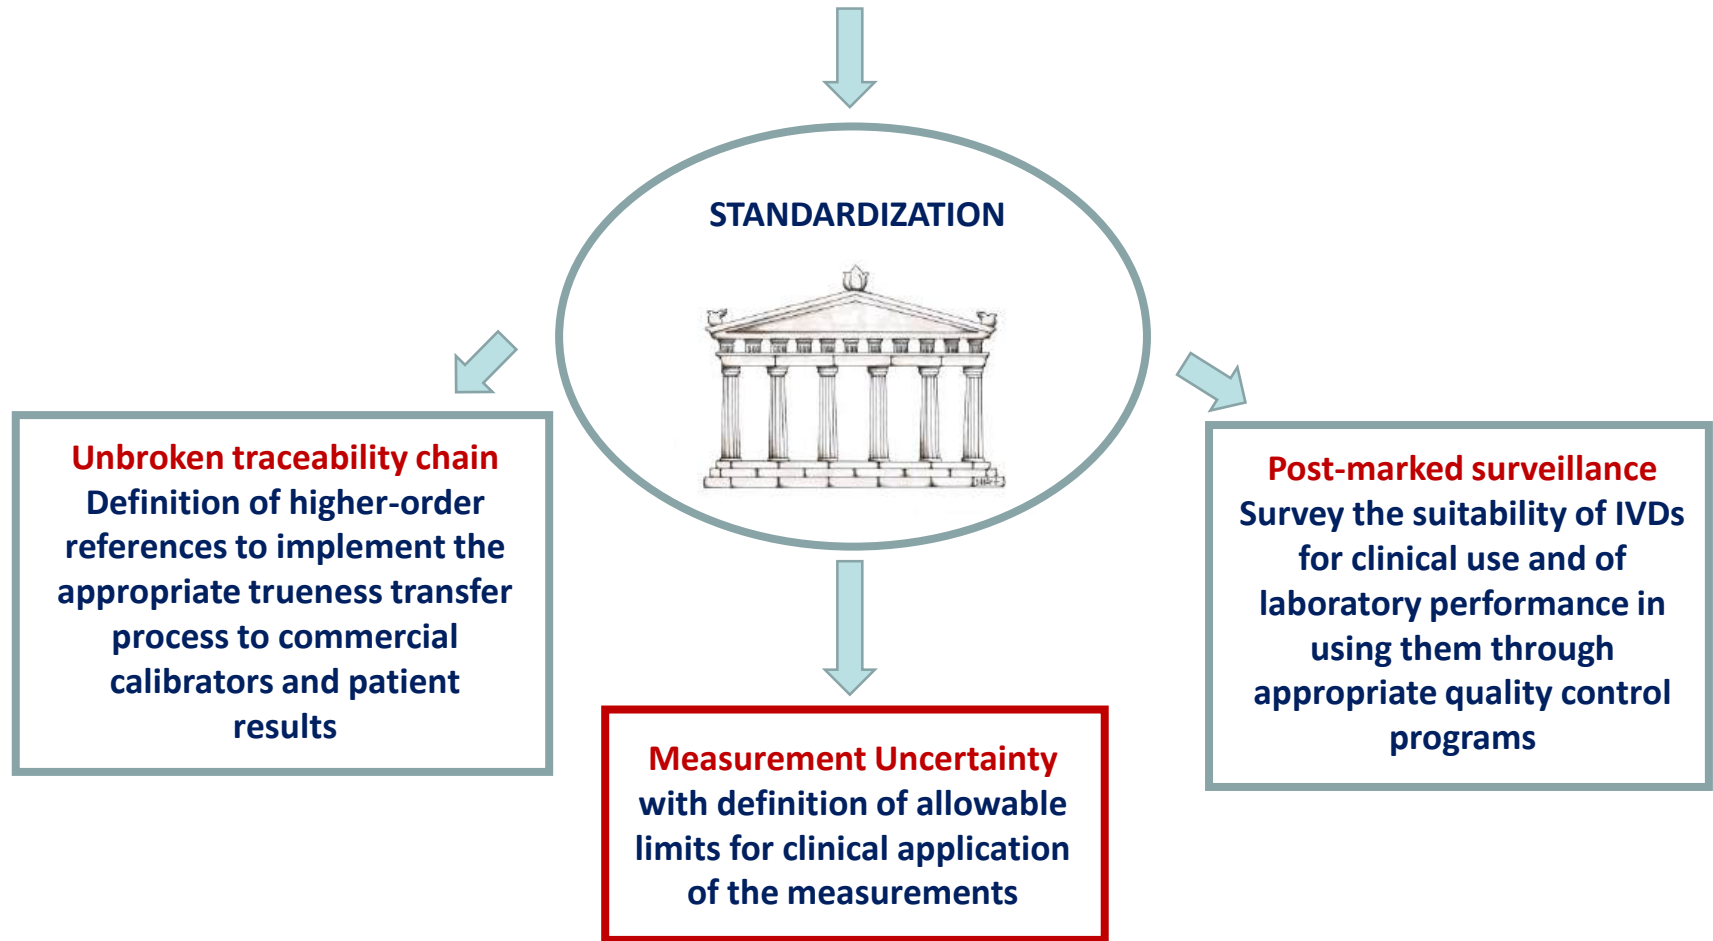 STANDARDIZATION
Unbroken traceability chain
Definition of higher-order
references to implement the
appropriate trueness transfer
process to commercial
calibrators and patient
results
Measurement Uncertainty
with definition of allowable
limits for clinical application
of the measurements
Post-marked surveillance
Survey the suitability of IVDs
for clinical use and of
laboratory performance in
using them through
appropriate quality control
programs